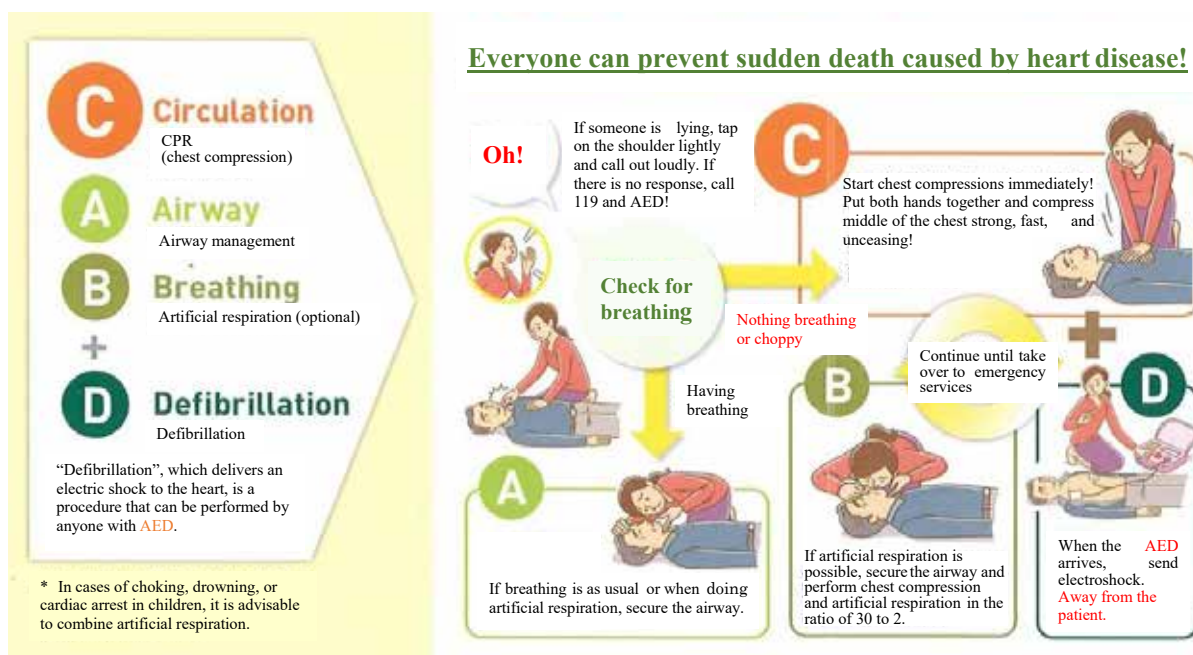 C
Circulation
CPR
(chest compression)
A
Airway
Airway management
B
Breathing
Artificial respiration (optional)
+
D
Defibrillation
Defibrillation
“Defibrillation”, which delivers an
electric shock to the heart, is a
procedure that can be performed by
anyone with AED.
* In cases of choking, drowning, or
cardiac arrest in children, it is advisable
to combine artificial respiration.
Everyone can prevent sudden death caused by heart disease!
Oh!
If someone is lying, tap
on the shoulder lightly
and call out loudly. If
there is no response, call
119 and AED!
C
Start chest compressions immediately!
Put both hands together and compress
middle of the chest strong, fast, and
unceasing!
Check for
breathing
Nothing breathing
or choppy
Having
breathing
A
If breathing is as usual or when doing
artificial respiration, secure the airway.
B
Continue until take
over to emergency
services
If artificial respiration is
possible, secure the airway and
perform chest compression
and artificial respiration in the
ratio of 30 to 2.
+
D
When the AED
arrives, send
electroshock.
Away from the
patient.